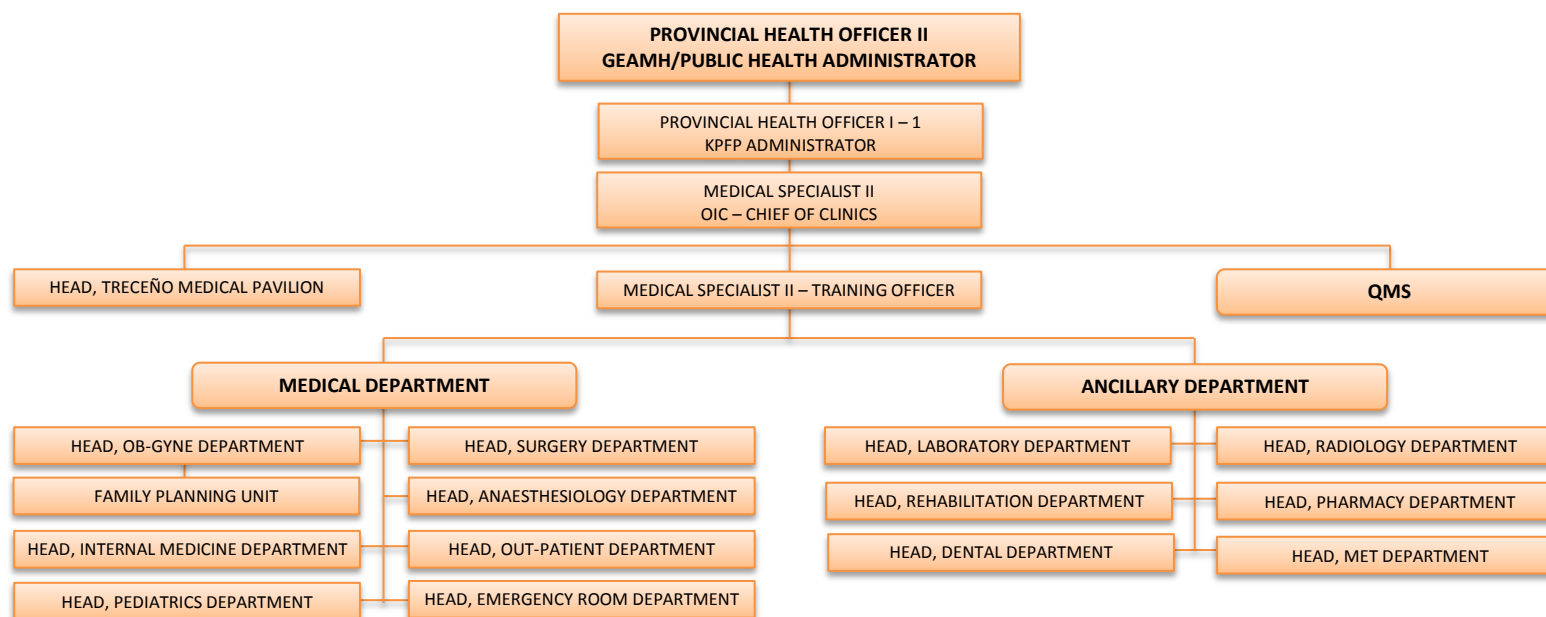 PROVINCIAL HEALTH OFFICER II
GEAMH/PUBLIC HEALTH ADMINISTRATOR
PROVINCIAL HEALTH OFFICER I – 1
KPFP ADMINISTRATOR
MEDICAL SPECIALIST II
OIC – CHIEF OF CLINICS
HEAD, TRECEÑO MEDICAL PAVILION
MEDICAL SPECIALIST II – TRAINING OFFICER
QMS
MEDICAL DEPARTMENT
ANCILLARY DEPARTMENT
HEAD, OB-GYNE DEPARTMENT
HEAD, SURGERY DEPARTMENT
FAMILY PLANNING UNIT
HEAD, ANAESTHESIOLOGY DEPARTMENT
HEAD, INTERNAL MEDICINE DEPARTMENT
HEAD, OUT-PATIENT DEPARTMENT
HEAD, PEDIATRICS DEPARTMENT
HEAD, EMERGENCY ROOM DEPARTMENT
HEAD, LABORATORY DEPARTMENT
HEAD, RADIOLOGY DEPARTMENT
HEAD, REHABILITATION DEPARTMENT
HEAD, PHARMACY DEPARTMENT
HEAD, DENTAL DEPARTMENT
HEAD, MET DEPARTMENT